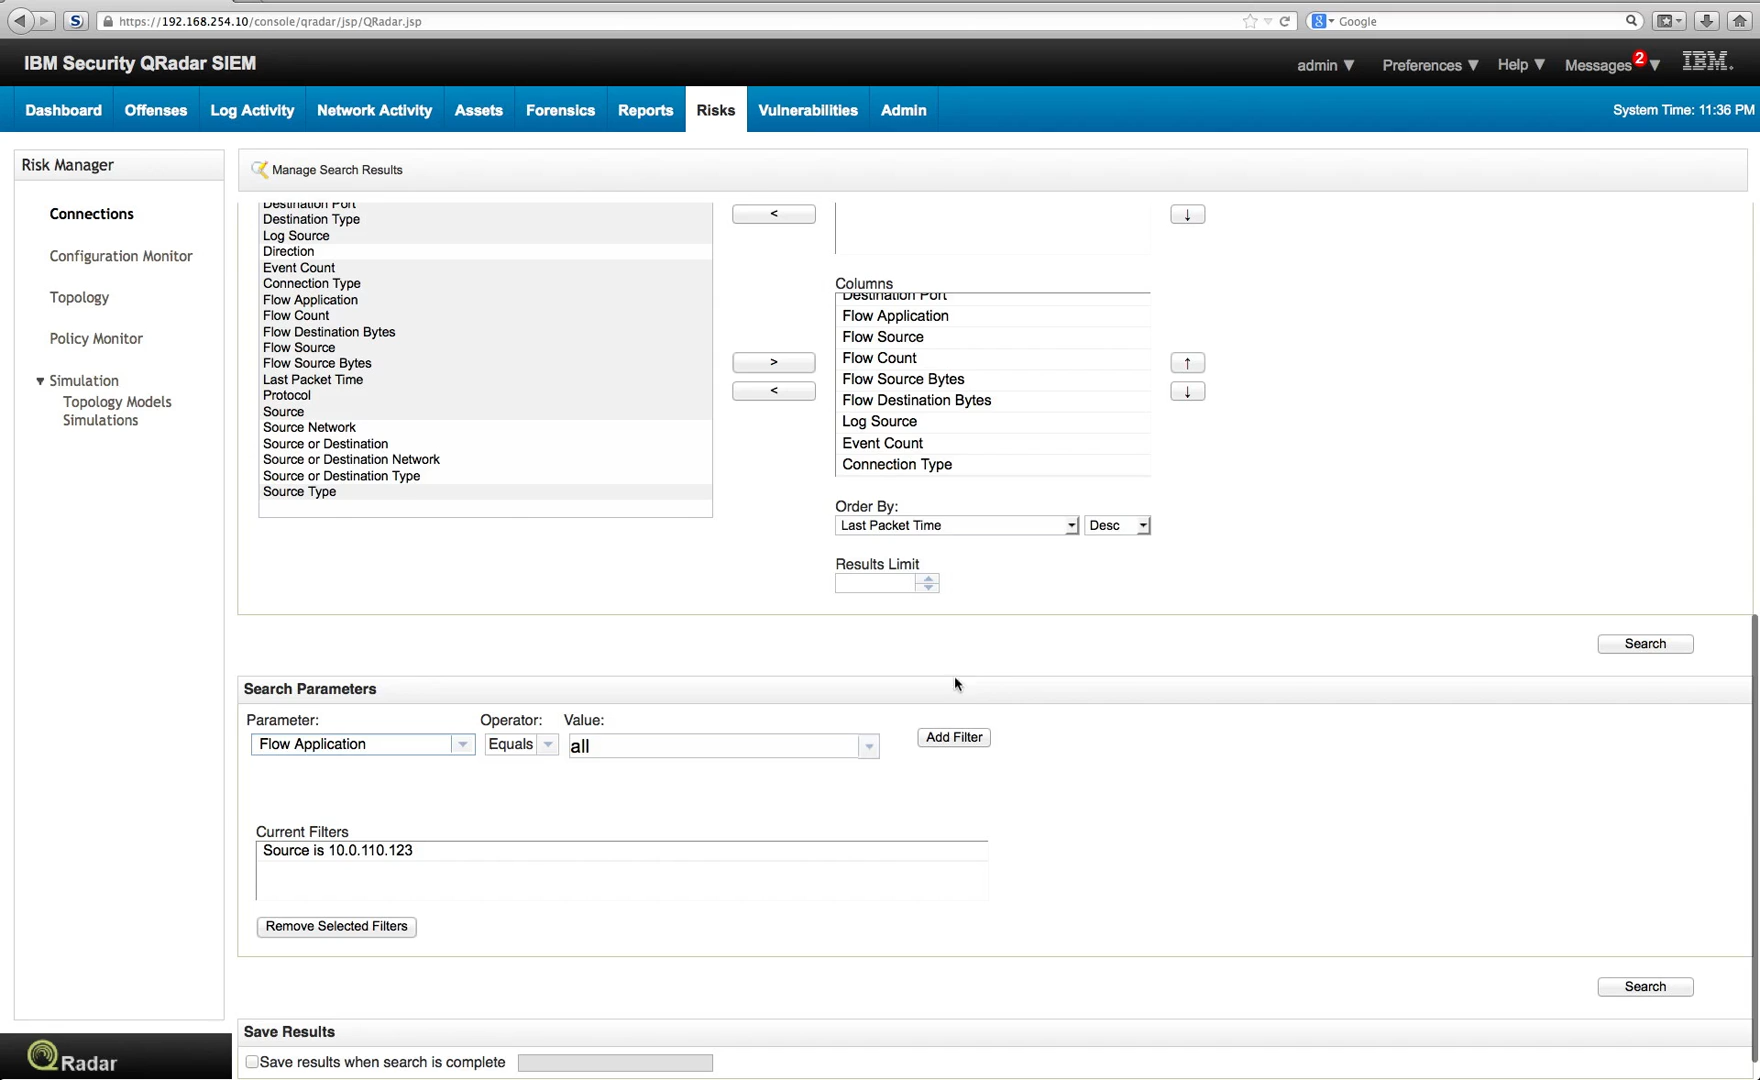 https://192.168.254.10/console/qradar/jsp/QRadar.jsp
Google
IBM Security QRadar SIEM
admin ▼ Preferences ▼ Help ▼ Messages 2 ▼ IBM.
Dashboard Offenses Log Activity Network Activity Assets Forensics Reports Risks Vulnerabilities Admin System Time: 11:36 PM
Risk Manager
Connections
Configuration Monitor
Topology
Policy Monitor
▼ Simulation
Topology Models
Simulations
QRadar
Manage Search Results
Destination Port
Destination Type
Log Source
Direction
Event Count
Connection Type
Flow Application
Flow Count
Flow Destination Bytes
Flow Source
Flow Source Bytes
Last Packet Time
Protocol
Source
Source Network
Source or Destination
Source or Destination Network
Source or Destination Type
Source Type
<
>
<
↓
↑
↓
Columns
Destination Port
Flow Application
Flow Source
Flow Count
Flow Source Bytes
Flow Destination Bytes
Log Source
Event Count
Connection Type
Order By:
Last Packet Time Desc
Results Limit
Search
Search Parameters
Parameter: Operator: Value:
Flow Application Equals all Add Filter
Current Filters
Source is 10.0.110.123
Remove Selected Filters
Search
Save Results
Save results when search is complete